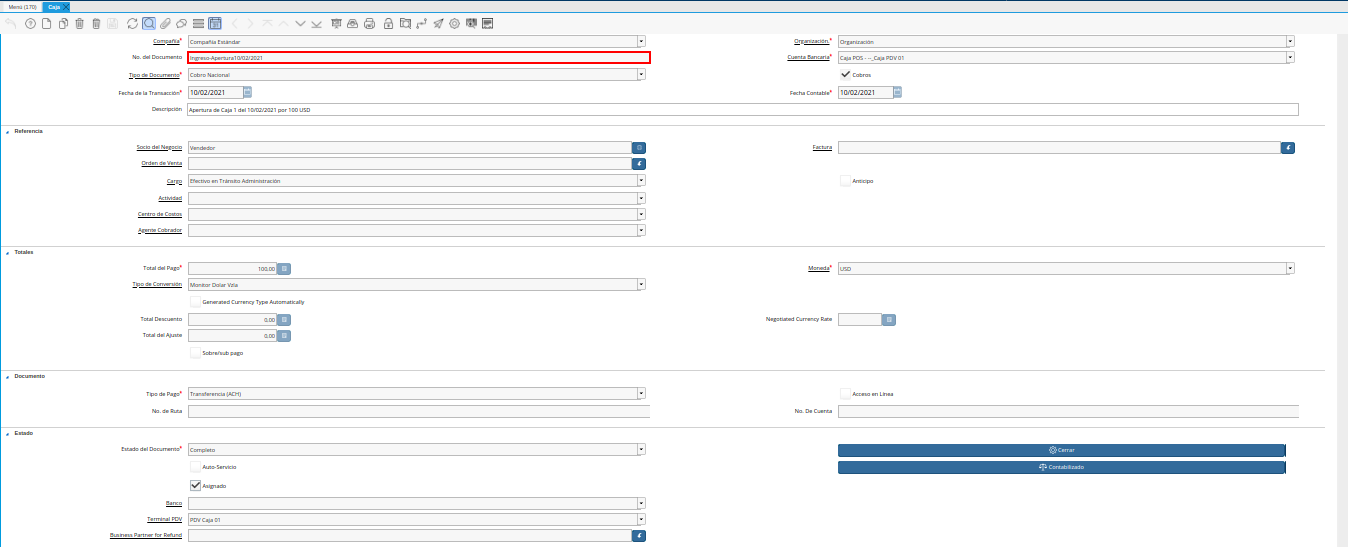 Menú (170) Caja
Compañía* Compañía Estándar Organización* Organización
No. del Documento Ingreso-Apertura10/02/2021 Cuenta Bancaria* Caja POS - --_Caja PDV 01
Tipo de Documento* Cobro Nacional Cobros
Fecha de la Transacción* 10/02/2021 Fecha Contable* 10/02/2021
Descripción Apertura de Caja 1 del 10/02/2021 por 100 USD
Referencia
Socio del Negocio Vendedor Factura
Orden de Venta
Cargo Efectivo en Tránsito Administración Anticipo
Actividad
Centro de Costos
Agente Cobrador
Totales
Total del Pago* 100,00 Moneda* USD
Tipo de Conversión Monitor Dolar Vzla
Generated Currency Type Automatically
Total Descuento 0,00 Negotiated Currency Rate
Total del Ajuste 0,00
Sobre/sub pago
Documento
Tipo de Pago* Transferencia (ACH) Acceso en Línea
No. de Ruta No. De Cuenta
Estado
Estado del Documento* Completo Cerrar
Auto-Servicio Contabilizado
Asignado
Banco
Terminal PDV PDV Caja 01
Business Partner for Refund